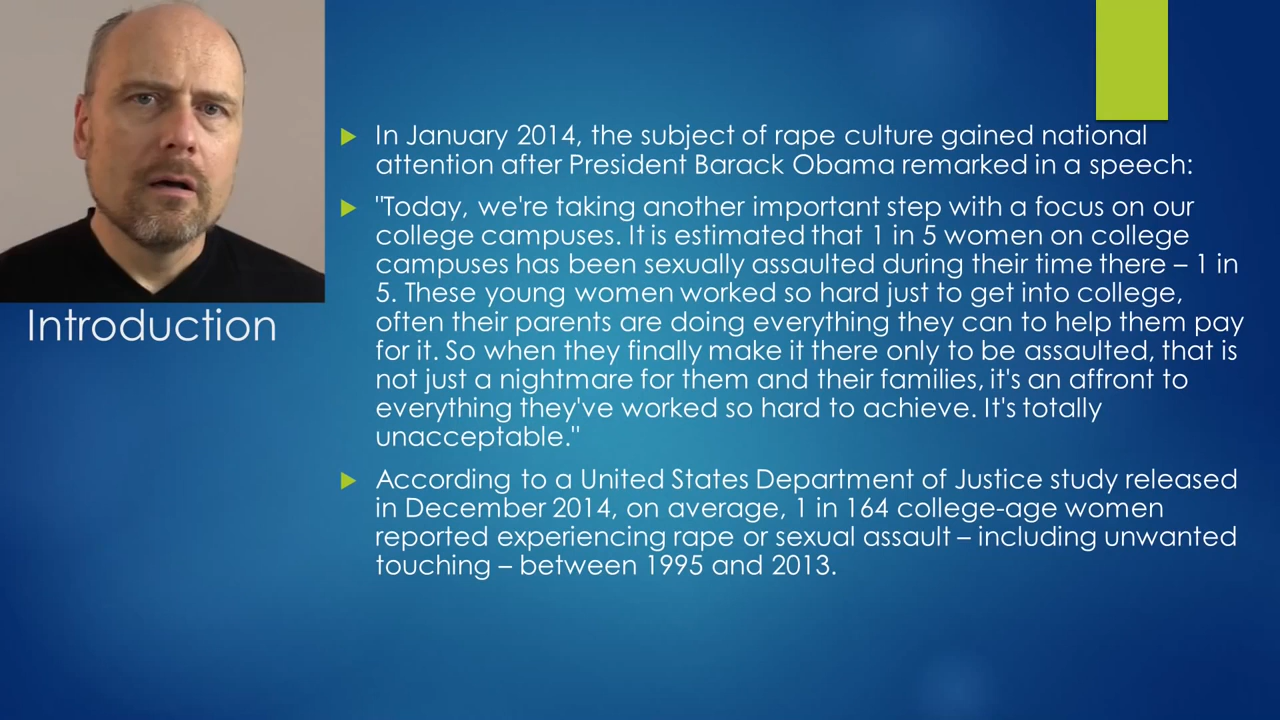 Introduction
In January 2014, the subject of rape culture gained national
attention after President Barack Obama remarked in a speech:
"Today, we're taking another important step with a focus on our
college campuses. It is estimated that 1 in 5 women on college
campuses has been sexually assaulted during their time there – 1 in
5. These young women worked so hard just to get into college,
often their parents are doing everything they can to help them pay
for it. So when they finally make it there only to be assaulted, that is
not just a nightmare for them and their families, it's an affront to
everything they've worked so hard to achieve. It's totally
unacceptable."
According to a United States Department of Justice study released
in December 2014, on average, 1 in 164 college-age women
reported experiencing rape or sexual assault – including unwanted
touching – between 1995 and 2013.